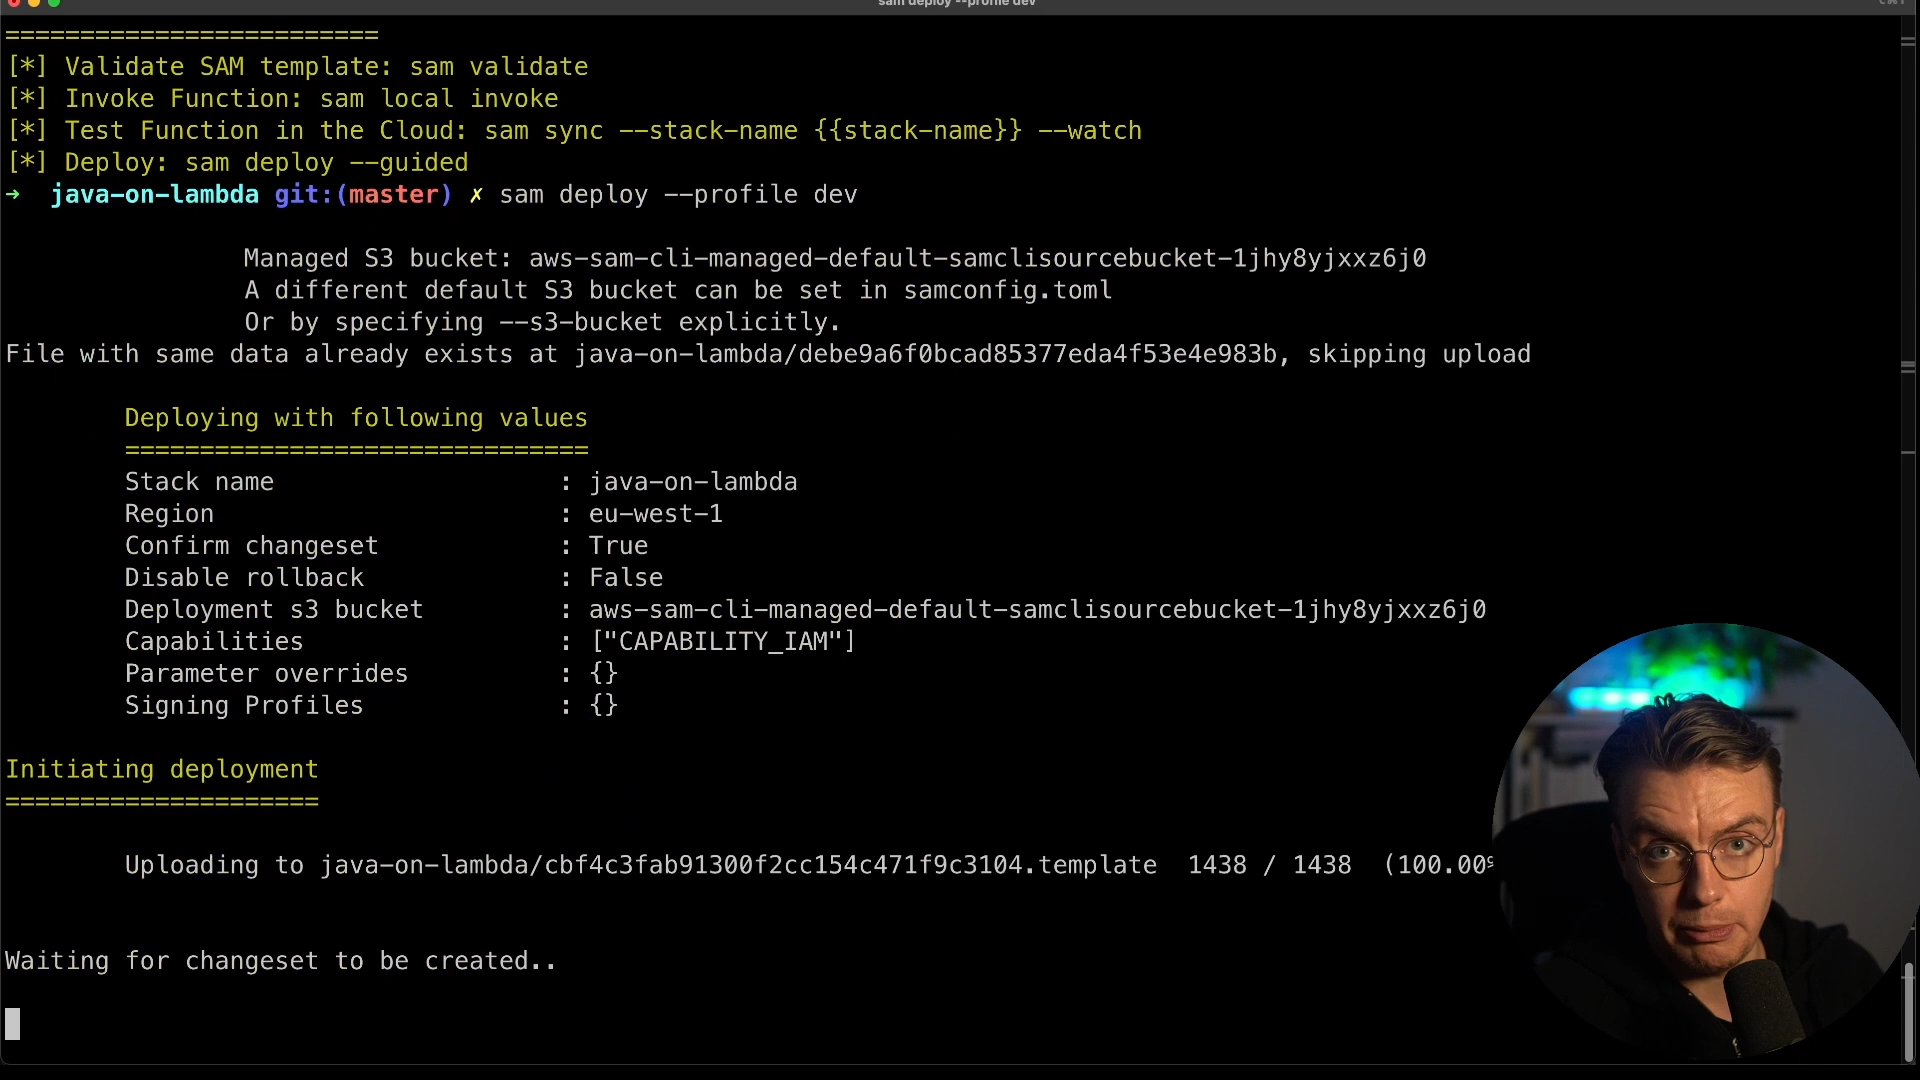 sam deploy --profile dev
=========================
[*] Validate SAM template: sam validate
[*] Invoke Function: sam local invoke
[*] Test Function in the Cloud: sam sync --stack-name {{stack-name}} --watch
[*] Deploy: sam deploy --guided
→ java-on-lambda git:(master) ✗ sam deploy --profile dev
Managed S3 bucket: aws-sam-cli-managed-default-samclisourcebucket-1jhy8yjxxz6j0
A different default S3 bucket can be set in samconfig.toml
Or by specifying --s3-bucket explicitly.
File with same data already exists at java-on-lambda/debe9a6f0bcad85377eda4f53e4e983b, skipping upload
Deploying with following values
===============================
Stack name : java-on-lambda
Region : eu-west-1
Confirm changeset : True
Disable rollback : False
Deployment s3 bucket : aws-sam-cli-managed-default-samclisourcebucket-1jhy8yjxxz6j0
Capabilities : ["CAPABILITY_IAM"]
Parameter overrides : {}
Signing Profiles : {}
Initiating deployment
=====================
Uploading to java-on-lambda/cbf4c3fab91300f2cc154c471f9c3104.template 1438 / 1438 (100.00%
Waiting for changeset to be created..